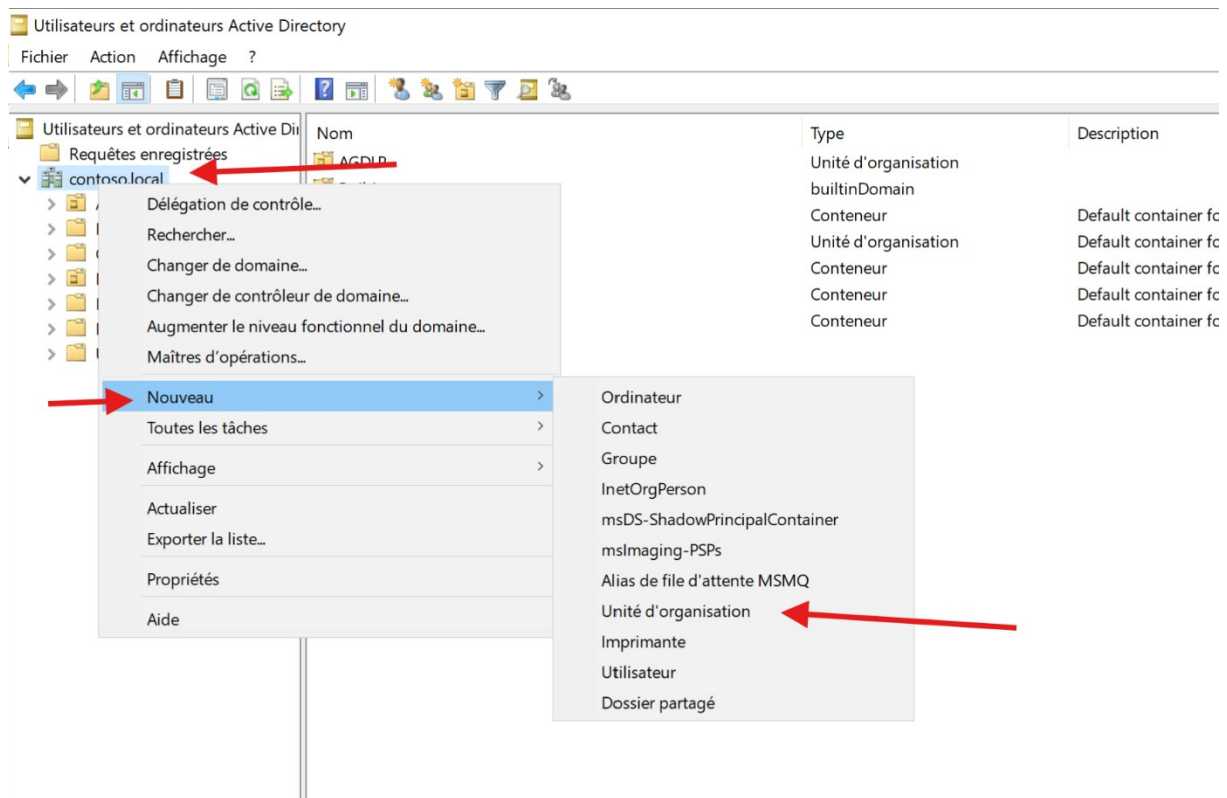 Utilisateurs et ordinateurs Active Directory
Fichier Action Affichage ?
Utilisateurs et ordinateurs Active Dir
Requêtes enregistrées
contoso.local
Nom Type Description
AGDLP Unité d'organisation
builtinDomain
Conteneur Default container fo
Unité d'organisation Default container fo
Conteneur Default container fo
Conteneur Default container fo
Conteneur Default container fo
Délégation de contrôle...
Rechercher...
Changer de domaine...
Changer de contrôleur de domaine...
Augmenter le niveau fonctionnel du domaine...
Maîtres d'opérations...
Nouveau
Toutes les tâches
Affichage
Actualiser
Exporter la liste...
Propriétés
Aide
Ordinateur
Contact
Groupe
InetOrgPerson
msDS-ShadowPrincipalContainer
msImaging-PSPs
Alias de file d'attente MSMQ
Unité d'organisation
Imprimante
Utilisateur
Dossier partagé